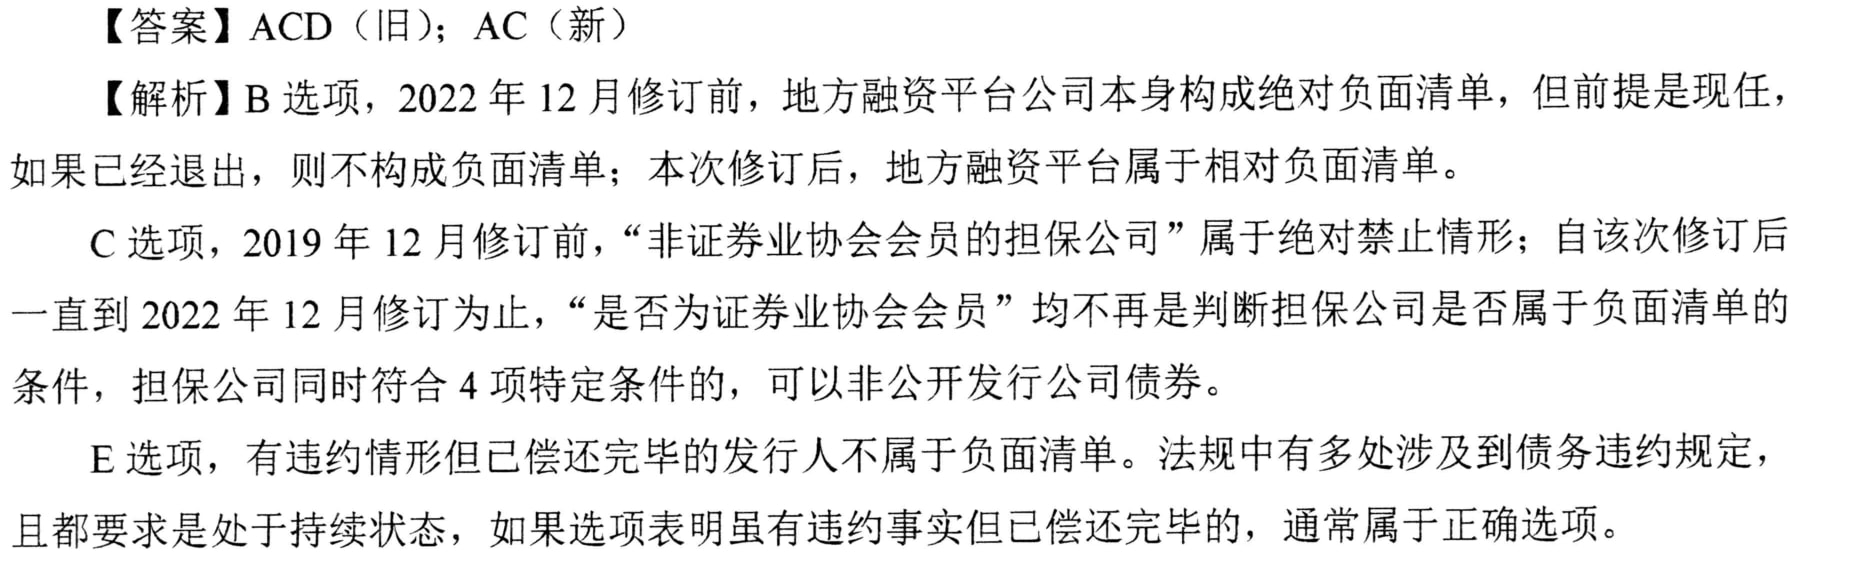 【答案】ACD（旧）；AC（新）
【解析】B 选项，2022 年 12 月修订前，地方融资平台公司本身构成绝对负面清单，但前提是现任，
如果已经退出，则不构成负面清单；本次修订后，地方融资平台属于相对负面清单。
C 选项，2019 年 12 月修订前，“非证券业协会会员的担保公司”属于绝对禁止情形；自该次修订后
一直到 2022 年 12 月修订为止，“是否为证券业协会会员”均不再是判断担保公司是否属于负面清单的
条件，担保公司同时符合 4 项特定条件的，可以非公开发行公司债券。
E 选项，有违约情形但已偿还完毕的发行人不属于负面清单。法规中有多处涉及到债务违约规定，
且都要求是处于持续状态，如果选项表明虽有违约事实但已偿还完毕的，通常属于正确选项。